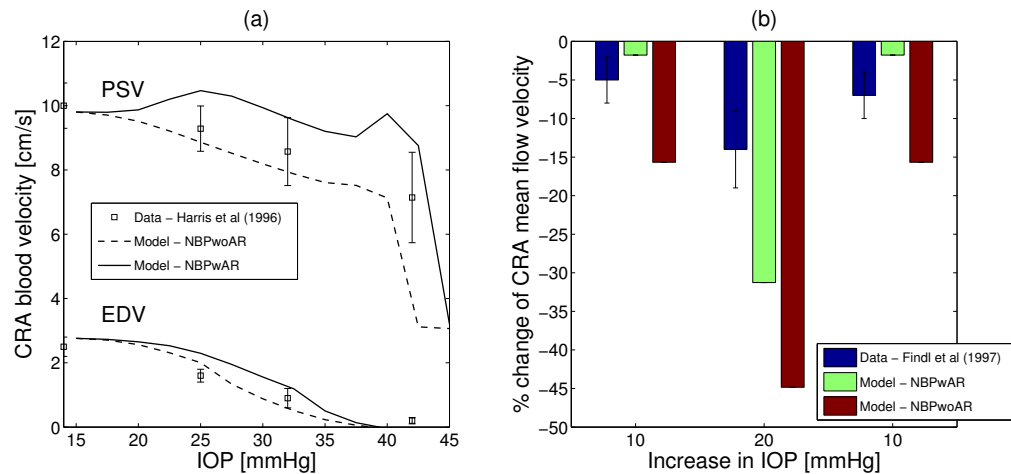 (a)
12
10
8
6
4
2
0
CRA blood velocity [cm/s]
PSV
Data − Harris et al (1996)
Model − NBPwoAR
Model − NBPwAR
EDV
15 20 25 30 35 40 45
IOP [mmHg]
(b)
0
−5
−10
−15
−20
−25
−30
−35
−40
−45
−50
% change of CRA mean flow velocity
Data − Findl et al (1997)
Model − NBPwAR
Model − NBPwoAR
10 20 10
Increase in IOP [mmHg]